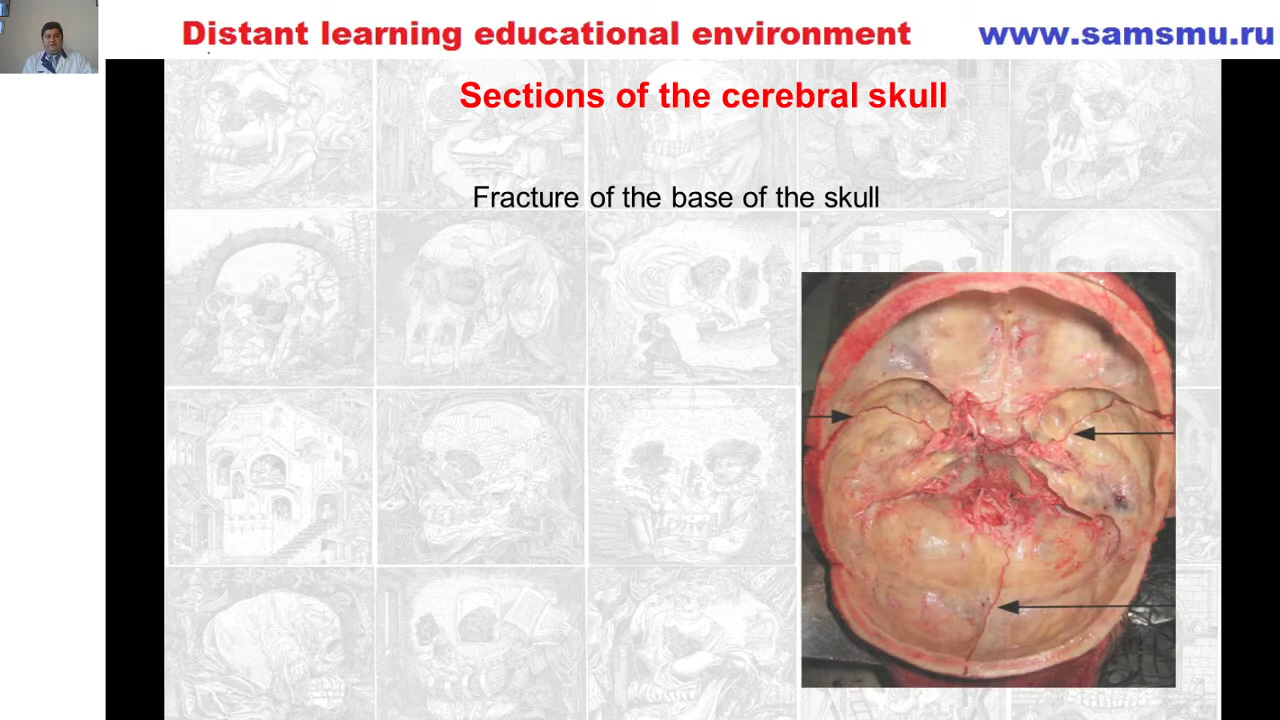 Distant learning educational environment
www.samsmu.ru
Sections of the cerebral skull
Fracture of the base of the skull